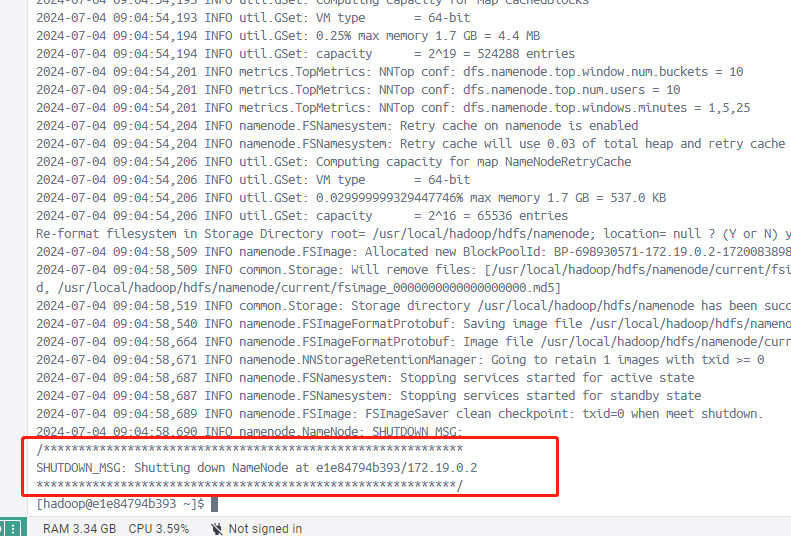 2024-07-04 09:04:54,193 INFO util.GSet: Computing capacity for map cachedBlocks
2024-07-04 09:04:54,193 INFO util.GSet: VM type       = 64-bit
2024-07-04 09:04:54,194 INFO util.GSet: 0.25% max memory 1.7 GB = 4.4 MB
2024-07-04 09:04:54,194 INFO util.GSet: capacity      = 2^19 = 524288 entries
2024-07-04 09:04:54,201 INFO metrics.TopMetrics: NNTop conf: dfs.namenode.top.window.num.buckets = 10
2024-07-04 09:04:54,201 INFO metrics.TopMetrics: NNTop conf: dfs.namenode.top.num.users = 10
2024-07-04 09:04:54,201 INFO metrics.TopMetrics: NNTop conf: dfs.namenode.top.windows.minutes = 1,5,25
2024-07-04 09:04:54,204 INFO namenode.FSNamesystem: Retry cache on namenode is enabled
2024-07-04 09:04:54,204 INFO namenode.FSNamesystem: Retry cache will use 0.03 of total heap and retry cache
2024-07-04 09:04:54,206 INFO util.GSet: Computing capacity for map NameNodeRetryCache
2024-07-04 09:04:54,206 INFO util.GSet: VM type       = 64-bit
2024-07-04 09:04:54,206 INFO util.GSet: 0.029999999329447746% max memory 1.7 GB = 537.0 KB
2024-07-04 09:04:54,206 INFO util.GSet: capacity      = 2^16 = 65536 entries
Re-format filesystem in Storage Directory root= /usr/local/hadoop/hdfs/namenode; location= null ? (Y or N) y
2024-07-04 09:04:58,509 INFO namenode.FSImage: Allocated new BlockPoolId: BP-698930571-172.19.0.2-1720083898
2024-07-04 09:04:58,509 INFO common.Storage: Will remove files: [/usr/local/hadoop/hdfs/namenode/current/fsi
d, /usr/local/hadoop/hdfs/namenode/current/fsimage_0000000000000000000.md5]
2024-07-04 09:04:58,519 INFO common.Storage: Storage directory /usr/local/hadoop/hdfs/namenode has been succ
2024-07-04 09:04:58,540 INFO namenode.FSImageFormatProtobuf: Saving image file /usr/local/hadoop/hdfs/nameno
2024-07-04 09:04:58,664 INFO namenode.FSImageFormatProtobuf: Image file /usr/local/hadoop/hdfs/namenode/curr
2024-07-04 09:04:58,671 INFO namenode.NNStorageRetentionManager: Going to retain 1 images with txid >= 0
2024-07-04 09:04:58,687 INFO namenode.FSNamesystem: Stopping services started for active state
2024-07-04 09:04:58,687 INFO namenode.FSNamesystem: Stopping services started for standby state
2024-07-04 09:04:58,689 INFO namenode.FSImage: FSImageSaver clean checkpoint: txid=0 when meet shutdown.
2024-07-04 09:04:58,690 INFO namenode.NameNode: SHUTDOWN_MSG:
/************************************************************
SHUTDOWN_MSG: Shutting down NameNode at e1e84794b393/172.19.0.2
************************************************************/
[hadoop@e1e84794b393 ~]$
RAM 3.34 GB CPU 3.59% Not signed in